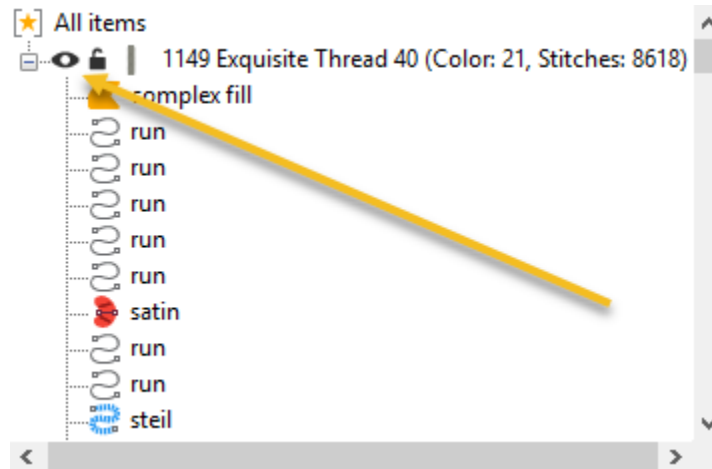 All items
1149 Exquisite Thread 40 (Color: 21, Stitches: 8618)
complex fill
run
run
run
run
run
satin
run
run
steil